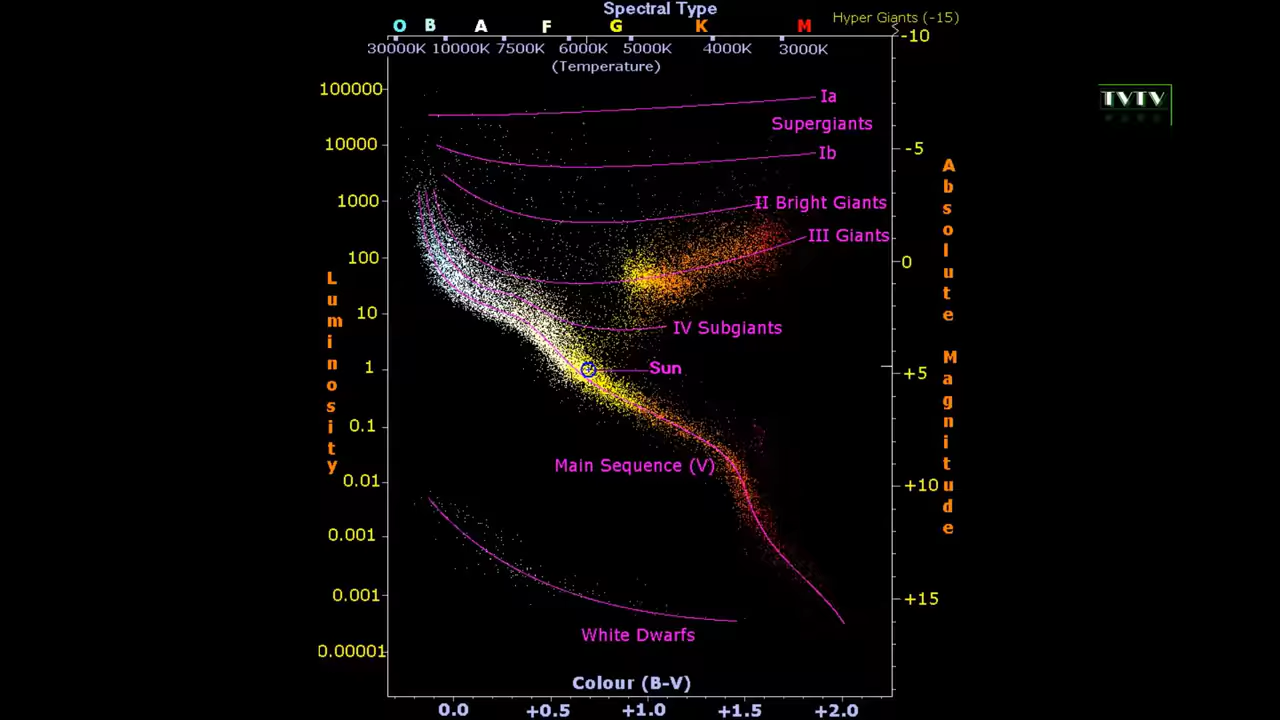 Spectral Type
Hyper Giants (-15)
O B A F G K M
30000K 10000K 7500K 6000K 5000K 4000K 3000K
(Temperature)
-10
100000
Ia
TVTV
Supergiants
10000
Ib
-5
Absolute Magnitude
1000
II Bright Giants
III Giants
100
0
Luminosity
10
IV Subgiants
1
Sun
+5
0.1
Main Sequence (V)
0.01
+10
0.001
0.001
+15
White Dwarfs
0.00001
Colour (B-V)
0.0 +0.5 +1.0 +1.5 +2.0